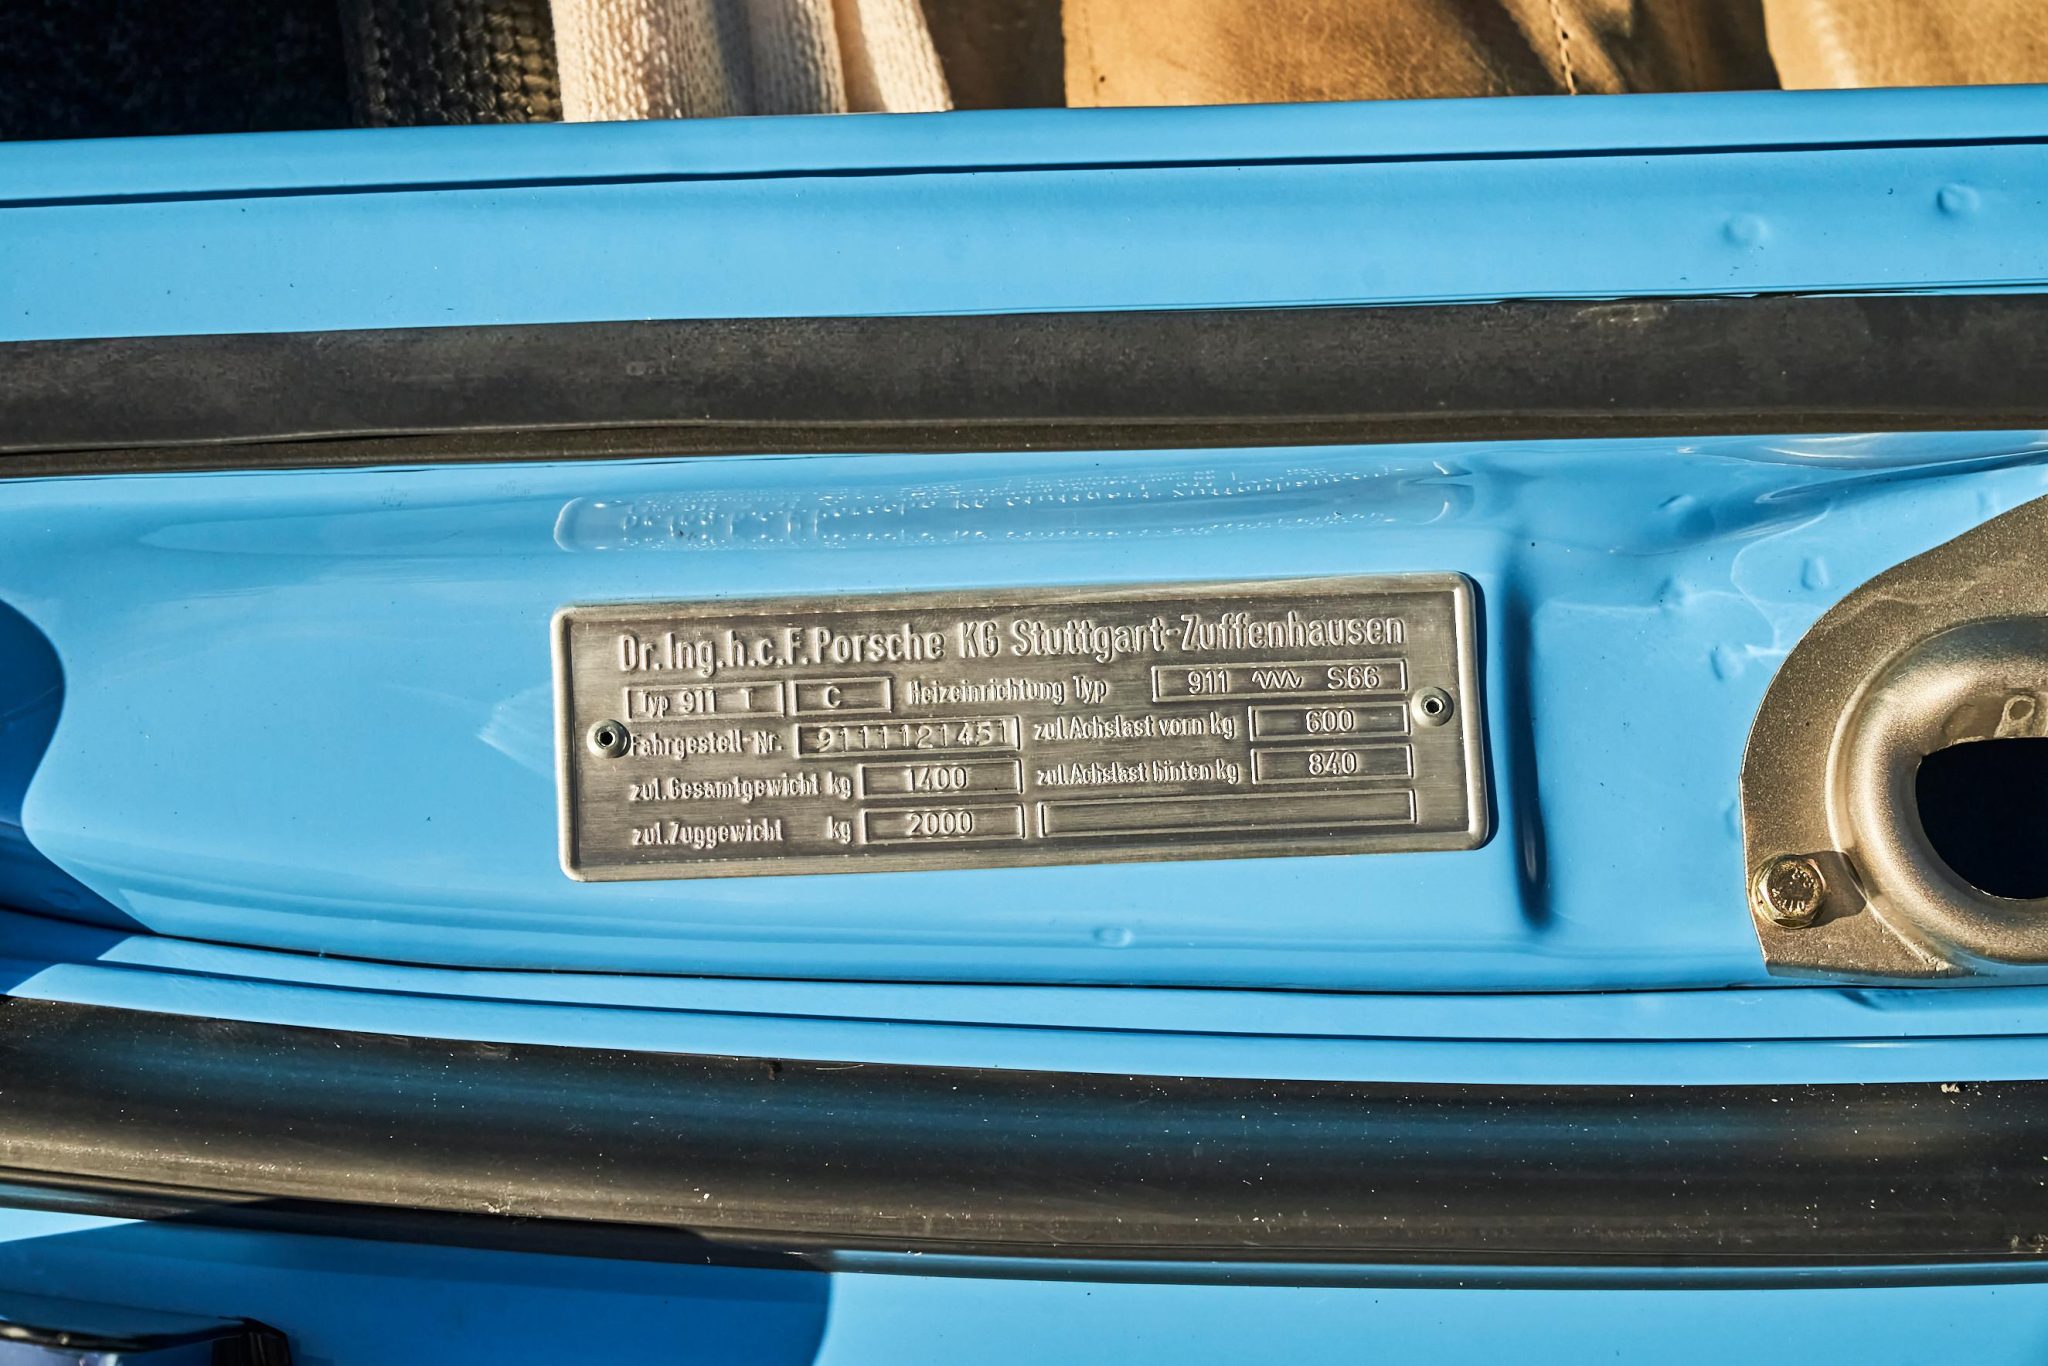 Dr.Ing.h.c.F.Porsche KG Stuttgart-Zuffenhausen
Typ 911 T C Heizeinrichtung Typ 911 S66
Fahrgestell-Nr. 9111121451 zul.Achslast vorn kg 600
zul.Gesamtgewicht kg 1400 zul.Achslast hinten kg 840
zul.Zuggewicht kg 2000